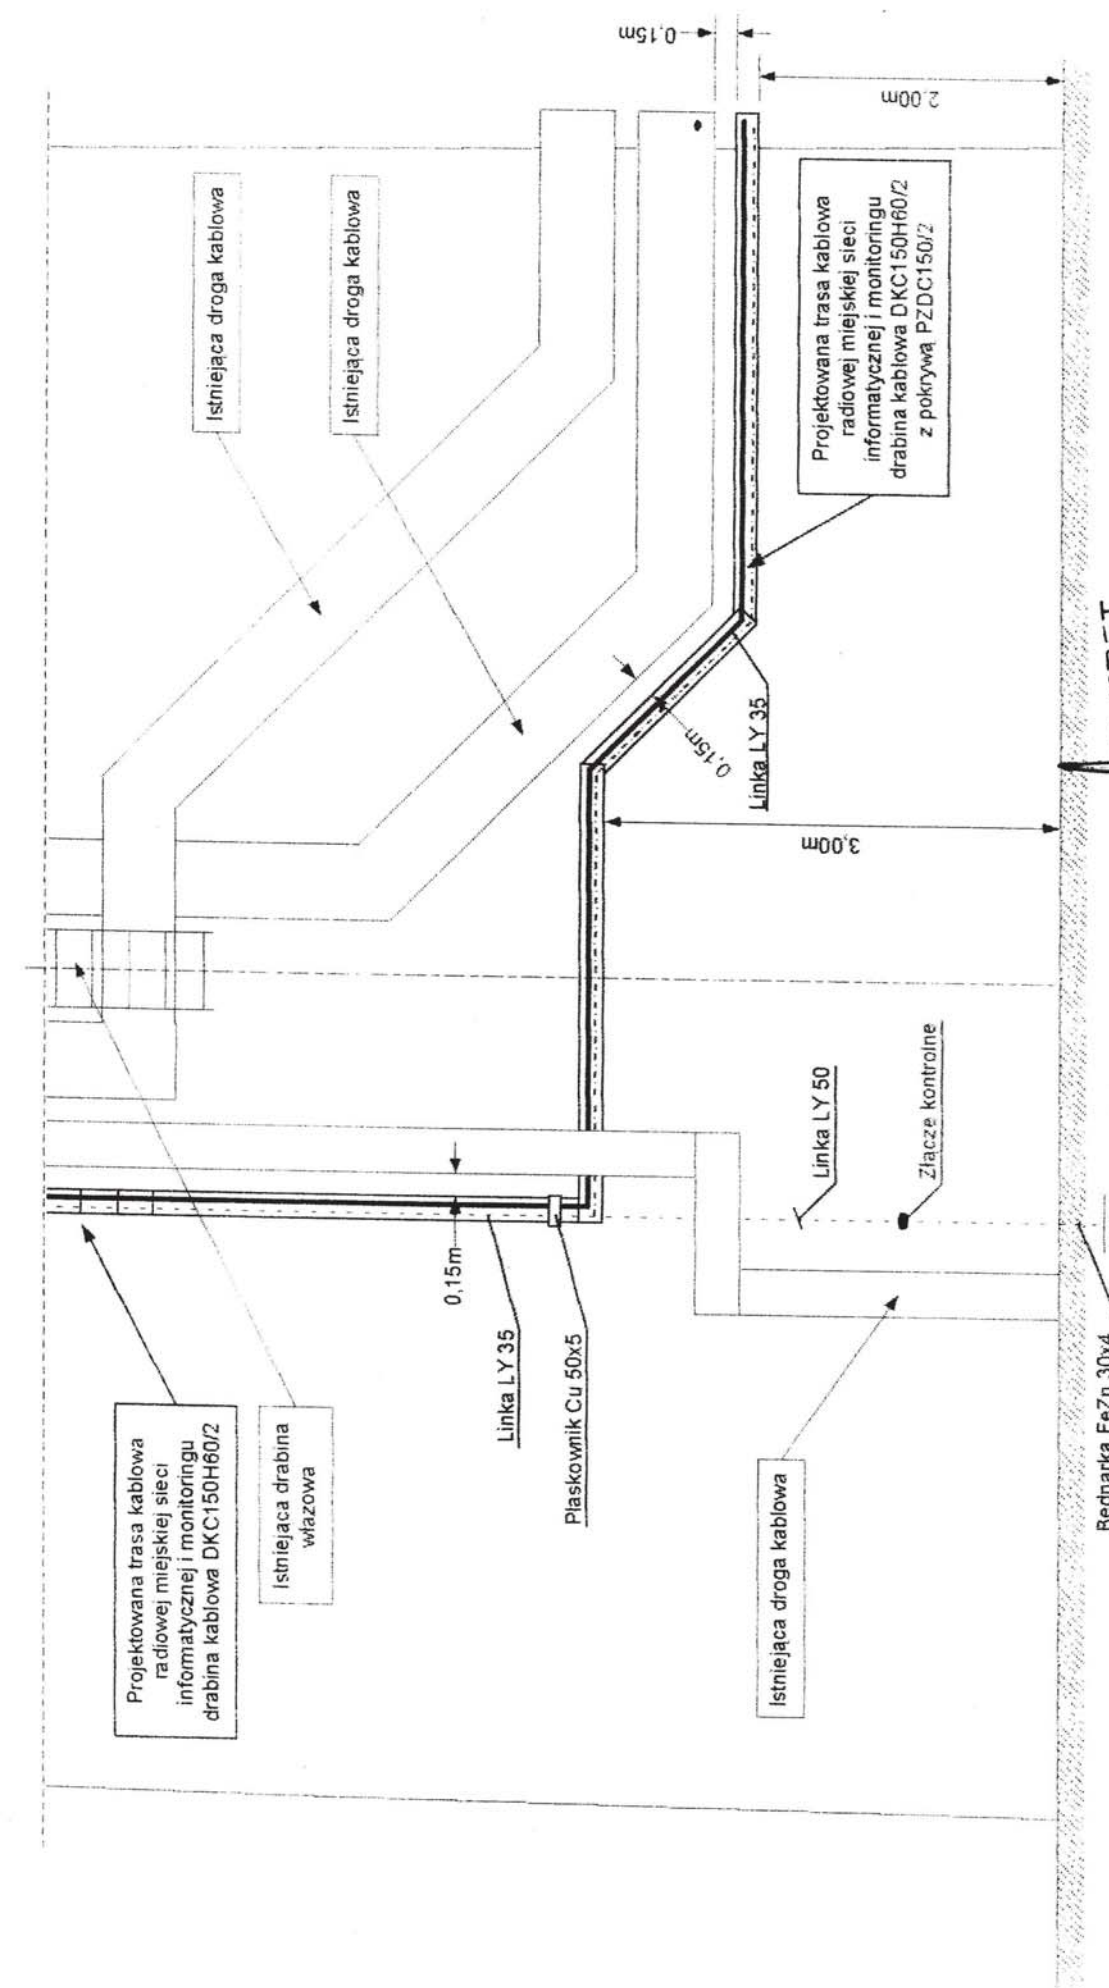 0,15m
2.00m
Istniejąca droga kablowa
Istniejąca droga kablowa
Projektowana trasa kablowa
radiowej miejskiej sieci
informatycznej i monitoringu
drabina kablowa DKC150H60/2
z pokrywą PZDC150/2
0,15m
Linka LY 35
3,00m
Linka LY 50
Złącze kontrolne
0,15m
Linka LY 35
Płaskownik Cu 50x5
Projektowana trasa kablowa
radiowej miejskiej sieci
informatycznej i monitoringu
drabina kablowa DKC150H60/2
Istniejaca drabina
włazowa
Istniejąca droga kablowa
Bednarka FeZn 30x4